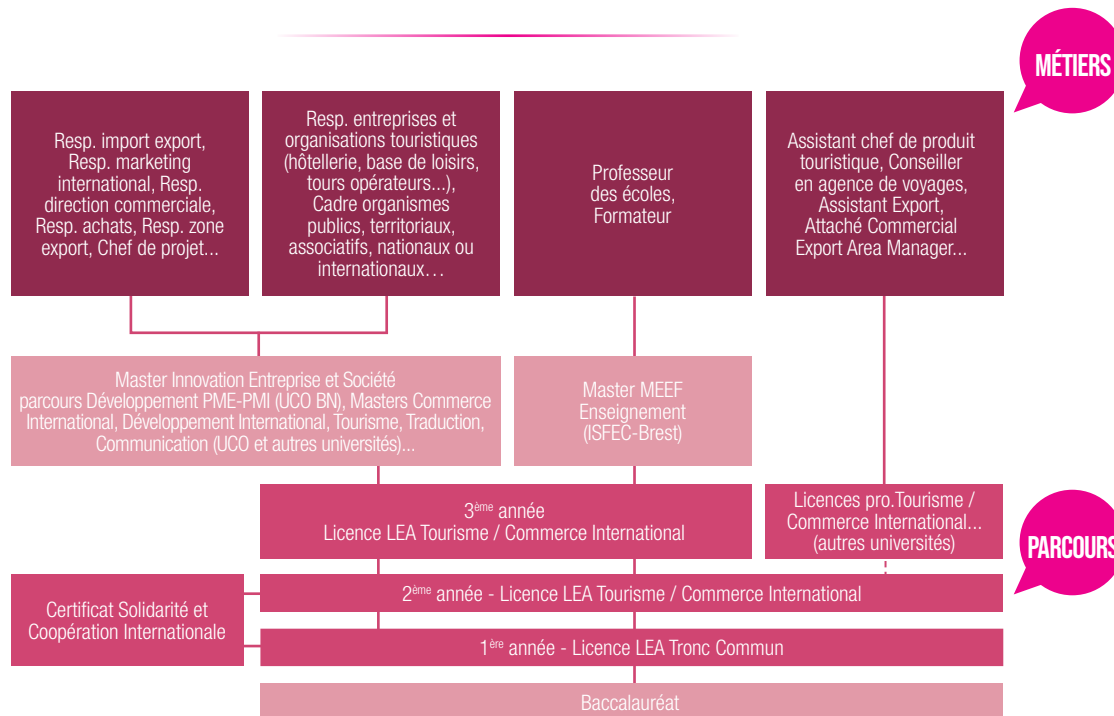 MÉTIERS
Resp. import export,
Resp. marketing
international, Resp.
direction commerciale,
Resp. achats, Resp. zone
export, Chef de projet...
Resp. entreprises et
organisations touristiques
(hôtellerie, base de loisirs,
tours opérateurs...),
Cadre organismes
publics, territoriaux,
associatifs, nationaux ou
internationaux…
Professeur
des écoles,
Formateur
Assistant chef de produit
touristique, Conseiller
en agence de voyages,
Assistant Export,
Attaché Commercial
Export Area Manager...
Master Innovation Entreprise et Société
parcours Développement PME-PMI (UCO BN), Masters Commerce
International, Développement International, Tourisme, Traduction,
Communication (UCO et autres universités)...
Master MEEF
Enseignement
(ISFEC-Brest)
3ème année
Licence LEA Tourisme / Commerce International
Licences pro.Tourisme /
Commerce International...
(autres universités)
PARCOURS
Certificat Solidarité et
Coopération Internationale
2ème année - Licence LEA Tourisme / Commerce International
1ère année - Licence LEA Tronc Commun
Baccalauréat